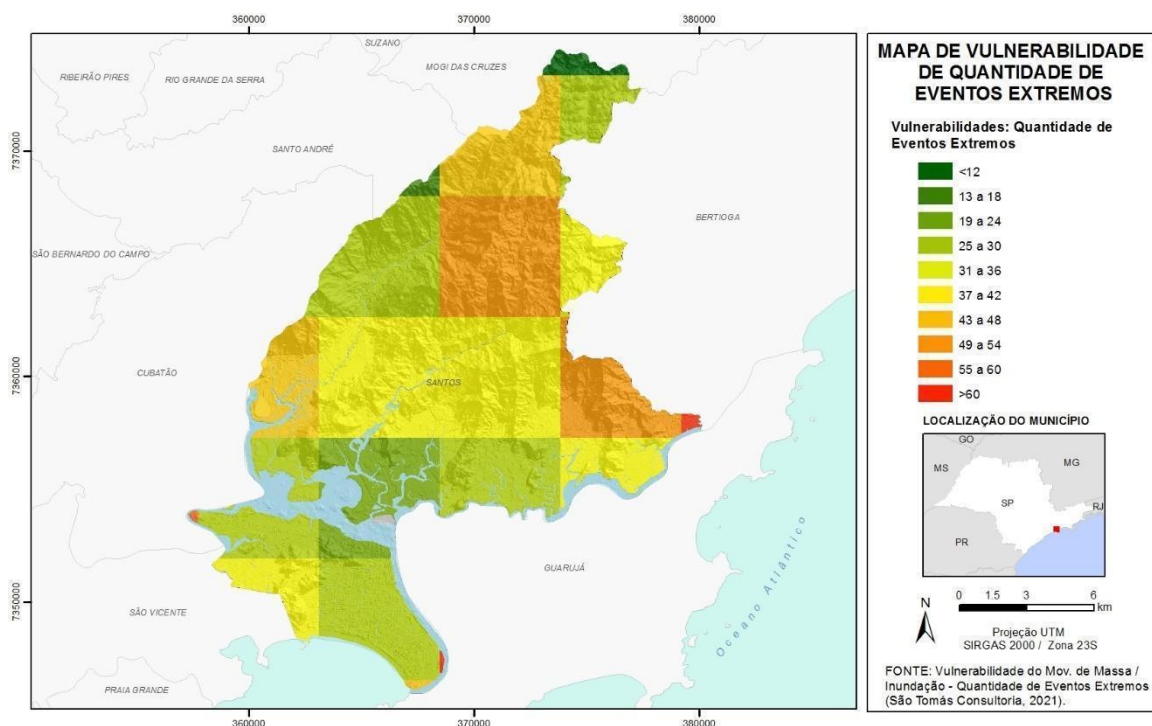 360000 370000 380000
SUZANO
MOGI DAS CRUZES
RIBEIRÃO PIRES
RIO GRANDE DA SERRA
7370000
SANTO ANDRÉ
BERTIOGA
SÃO BERNARDO DO CAMPO
CUBATÃO
7360000
SANTOS
GUARUJÁ
Oceano Atlântico
SÃO VICENTE
7350000
PRAIA GRANDE
360000 370000 380000
MAPA DE VULNERABILIDADE
DE QUANTIDADE DE
EVENTOS EXTREMOS
Vulnerabilidades: Quantidade de
Eventos Extremos
<12
13 a 18
19 a 24
25 a 30
31 a 36
37 a 42
43 a 48
49 a 54
55 a 60
>60
LOCALIZAÇÃO DO MUNICÍPIO
GO
MS
MG
SP
RJ
PR
N
0 1.5 3 6
km
Projeção UTM
SIRGAS 2000 / Zona 23S
FONTE: Vulnerabilidade do Mov. de Massa /
Inundação - Quantidade de Eventos Extremos
(São Tomás Consultoria, 2021).